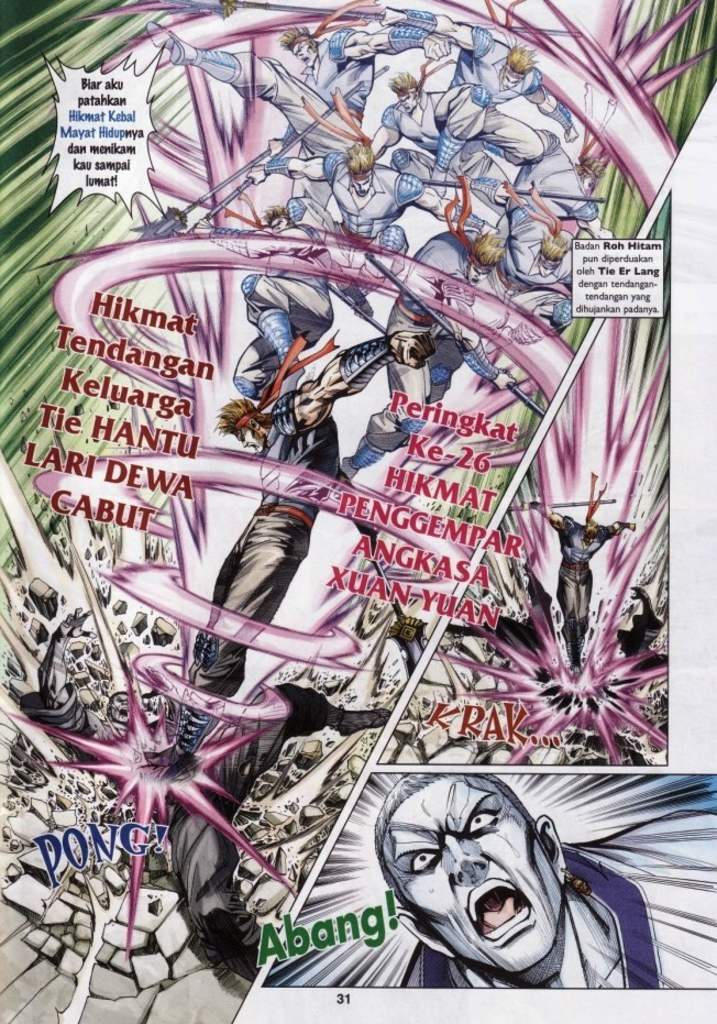 31
Biar aku
patahkan
Hikmat Kebal
Mayat Hidupnya
dan menikam
kau sampai
lumat!
Badan Roh Hitam
pun diperduakan
oleh Tie Er Lang
dengan tendangan-
tendangan yang
dihujankan padanya.
Hikmat
Tendangan
Keluarga
Tie HANTU
LARI DEWA
CABUT
Peringkat
Ke-26
HIKMAT
PENGGEMPAR
ANGKASA
XUAN YUAN
KRAK...
PONG!
Abang!
31